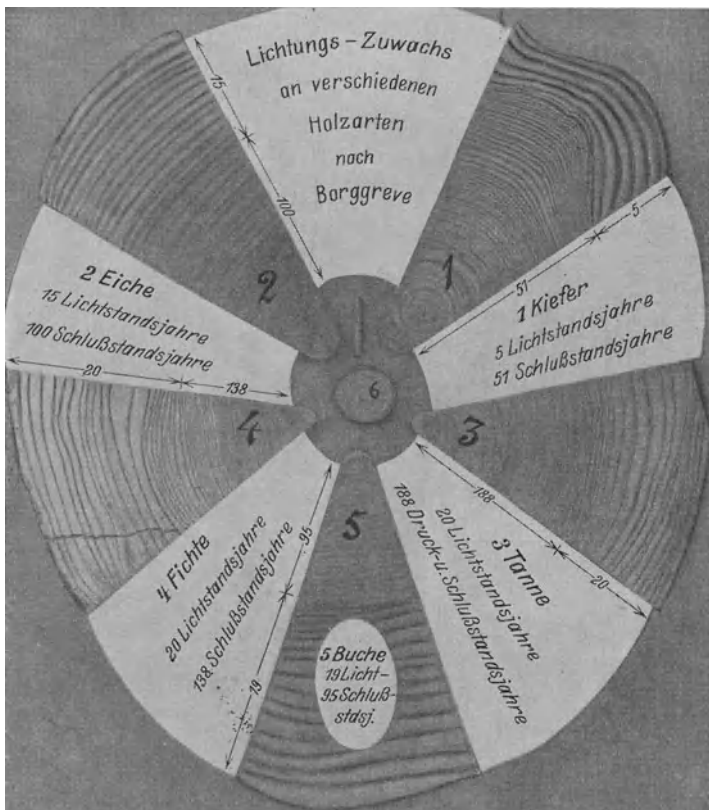 Lichtungs-Zuwachs
an verschiedenen
Holzarten
nach
Borggreve
15
100
2
1
5
51
1 Kiefer
5 Lichtstandsjahre
51 Schlußstandsjahre
2 Eiche
15 Lichtstandsjahre
100 Schlußstandsjahre
20
138
6
4
3
188
20
3 Tanne
20 Lichtstandsjahre
188 Druck-u. Schlußstandsjahre
5
95
19
4 Fichte
20 Lichtstandsjahre
138 Schlußstandsjahre
5 Buche
19 Licht-
95 Schluß-
stdsj.